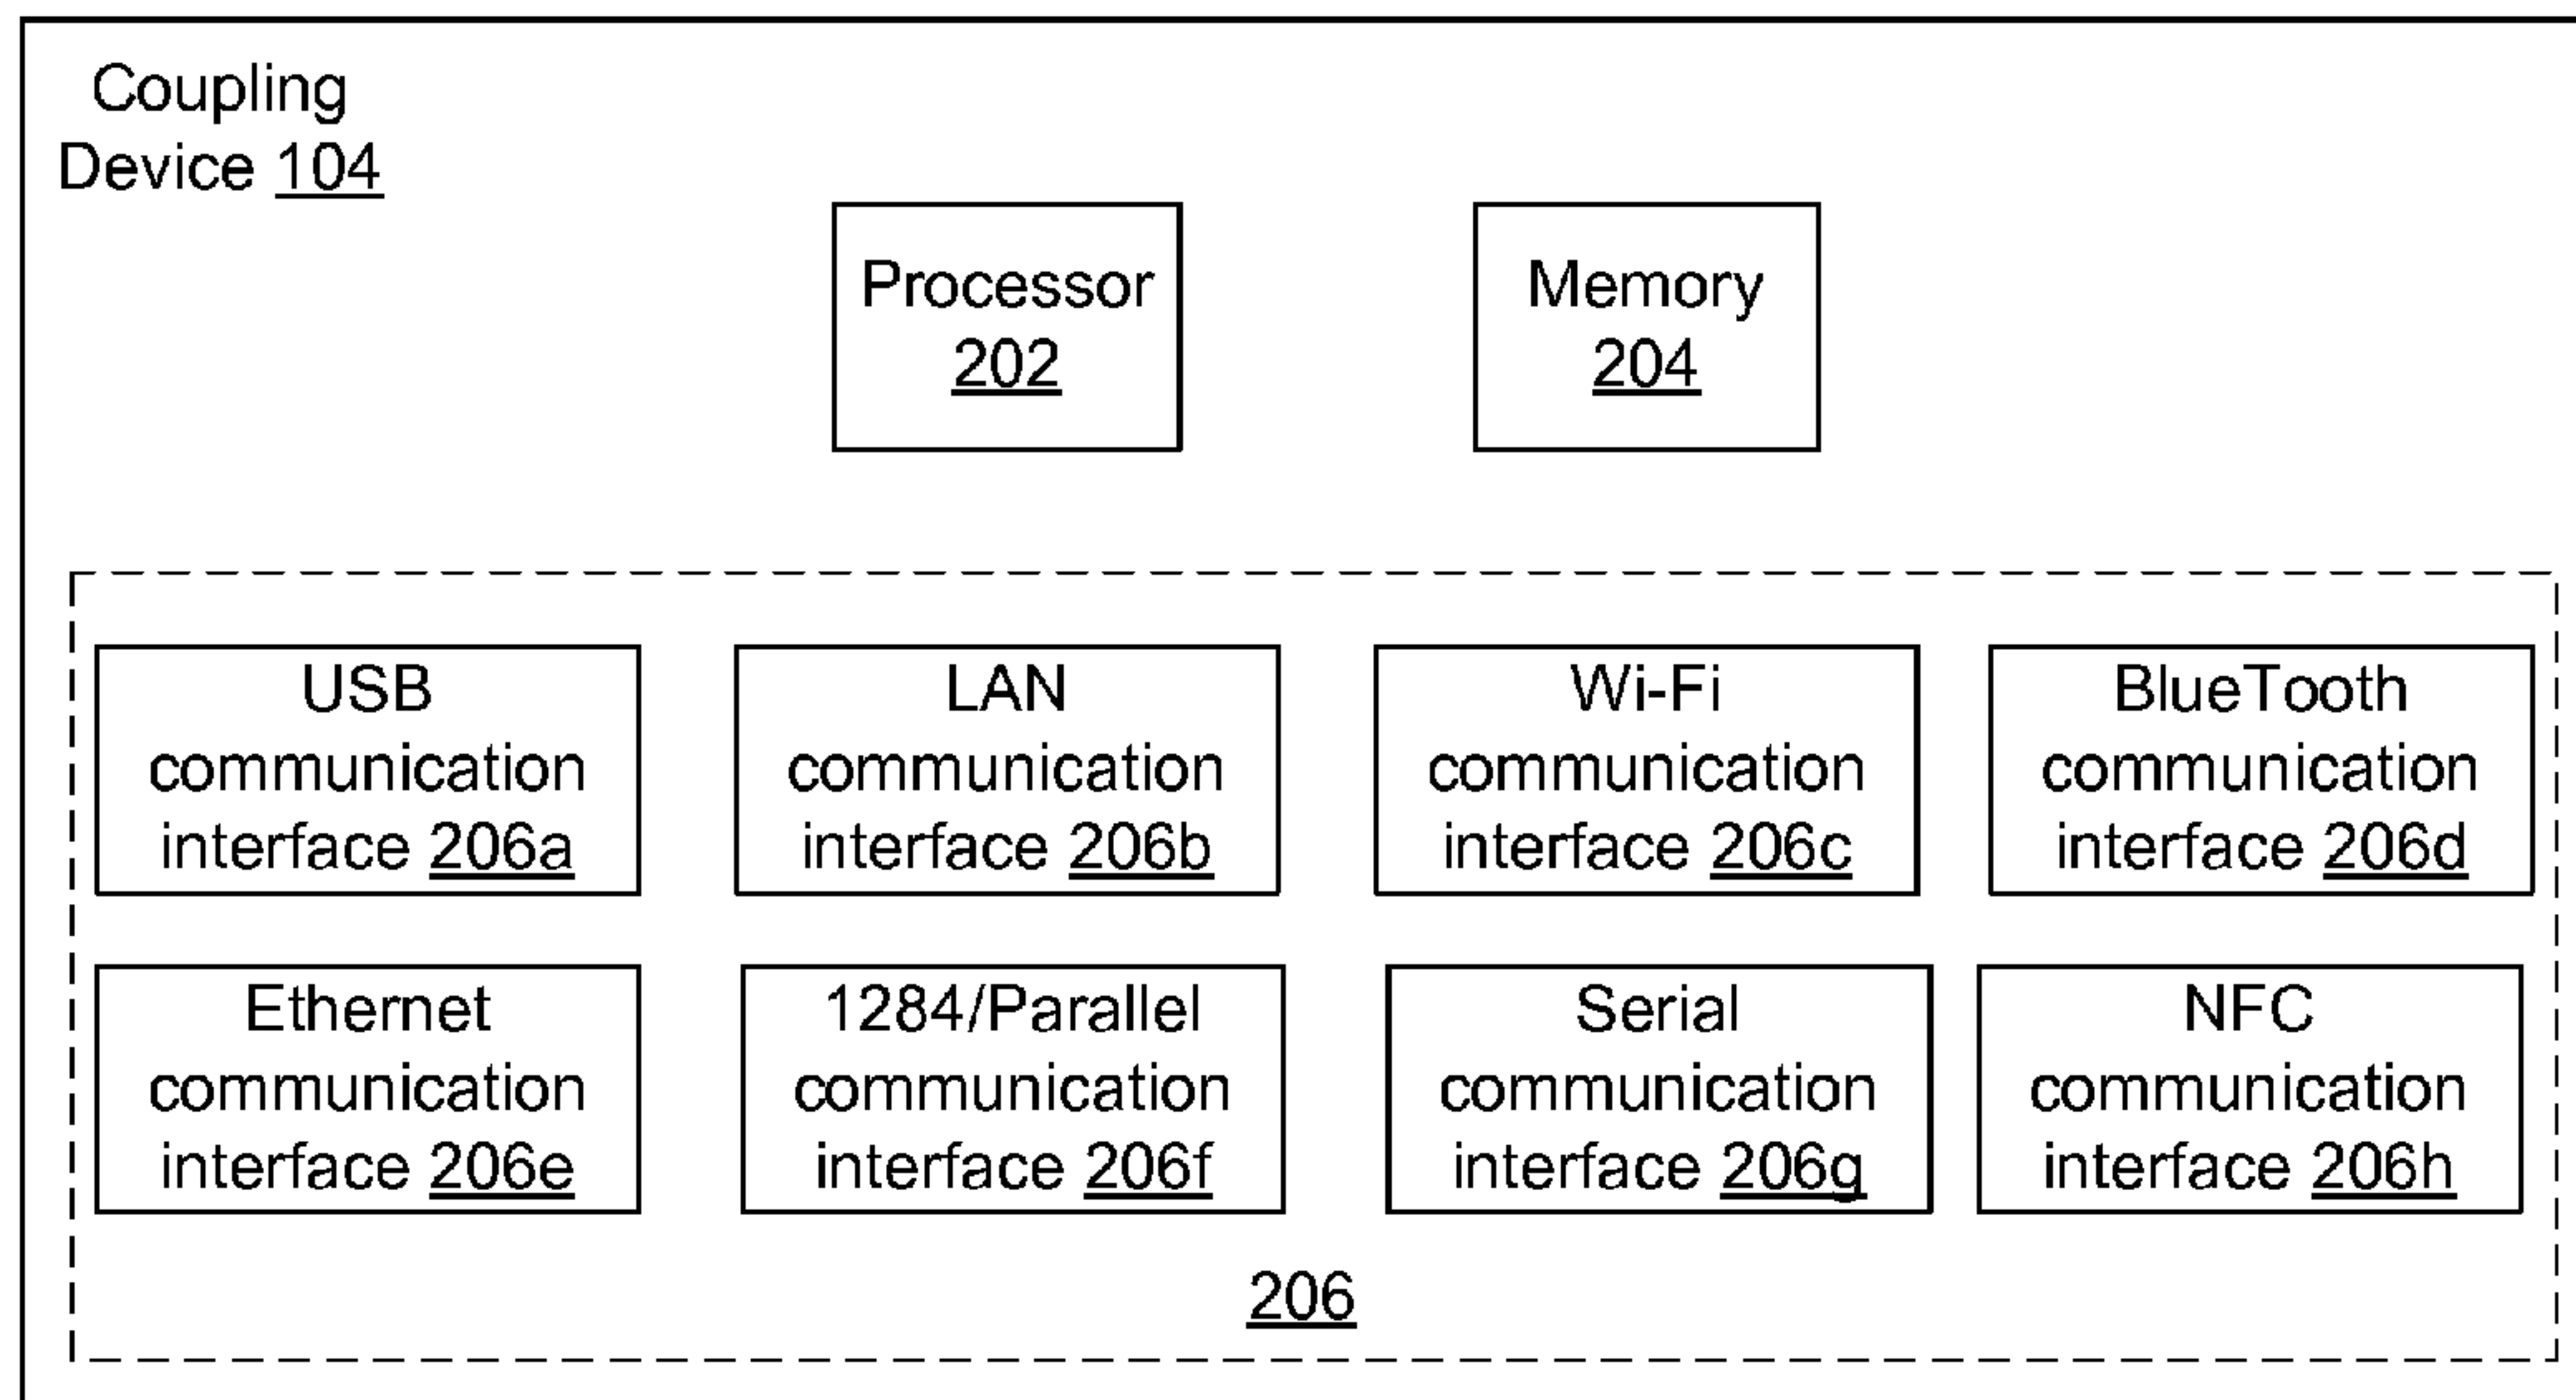 Coupling
Device 104
Processor
202
Memory
204
USB
communication
interface 206a
LAN
communication
interface 206b
Wi-Fi
communication
interface 206c
BlueTooth
communication
interface 206d
Ethernet
communication
interface 206e
1284/Parallel
communication
interface 206f
Serial
communication
interface 206g
NFC
communication
interface 206h
206